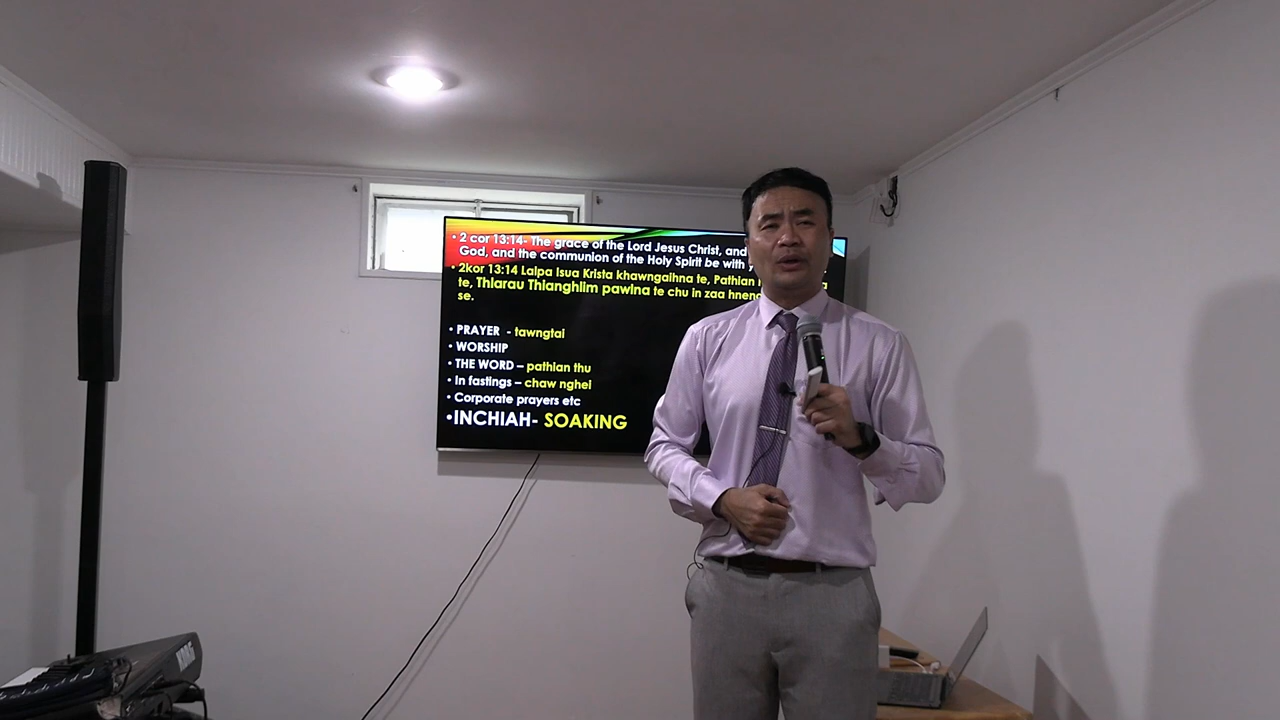 • 2 cor 13:14- The grace of the Lord Jesus Christ, and
God, and the communion of the Holy Spirit be with
• 2kor 13:14 Lalpa Isua Krista khawngaihna te, Pathian
te, Thlarau Thianghlim pawlna te chu in zaa hneng
se.
• PRAYER - tawngtai
• WORSHIP
• THE WORD – pathian thu
• In fastings – chaw nghei
• Corporate prayers etc
•INCHIAH- SOAKING
KORG